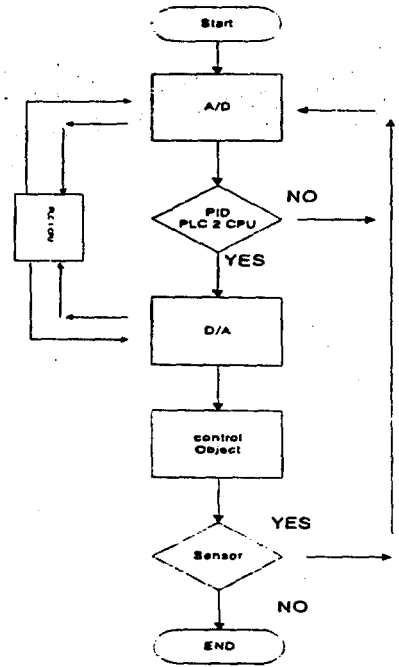 Start
A/D
NO
PID
PLC 2 CPU
YES
D/A
control
Object
YES
Sensor
NO
END